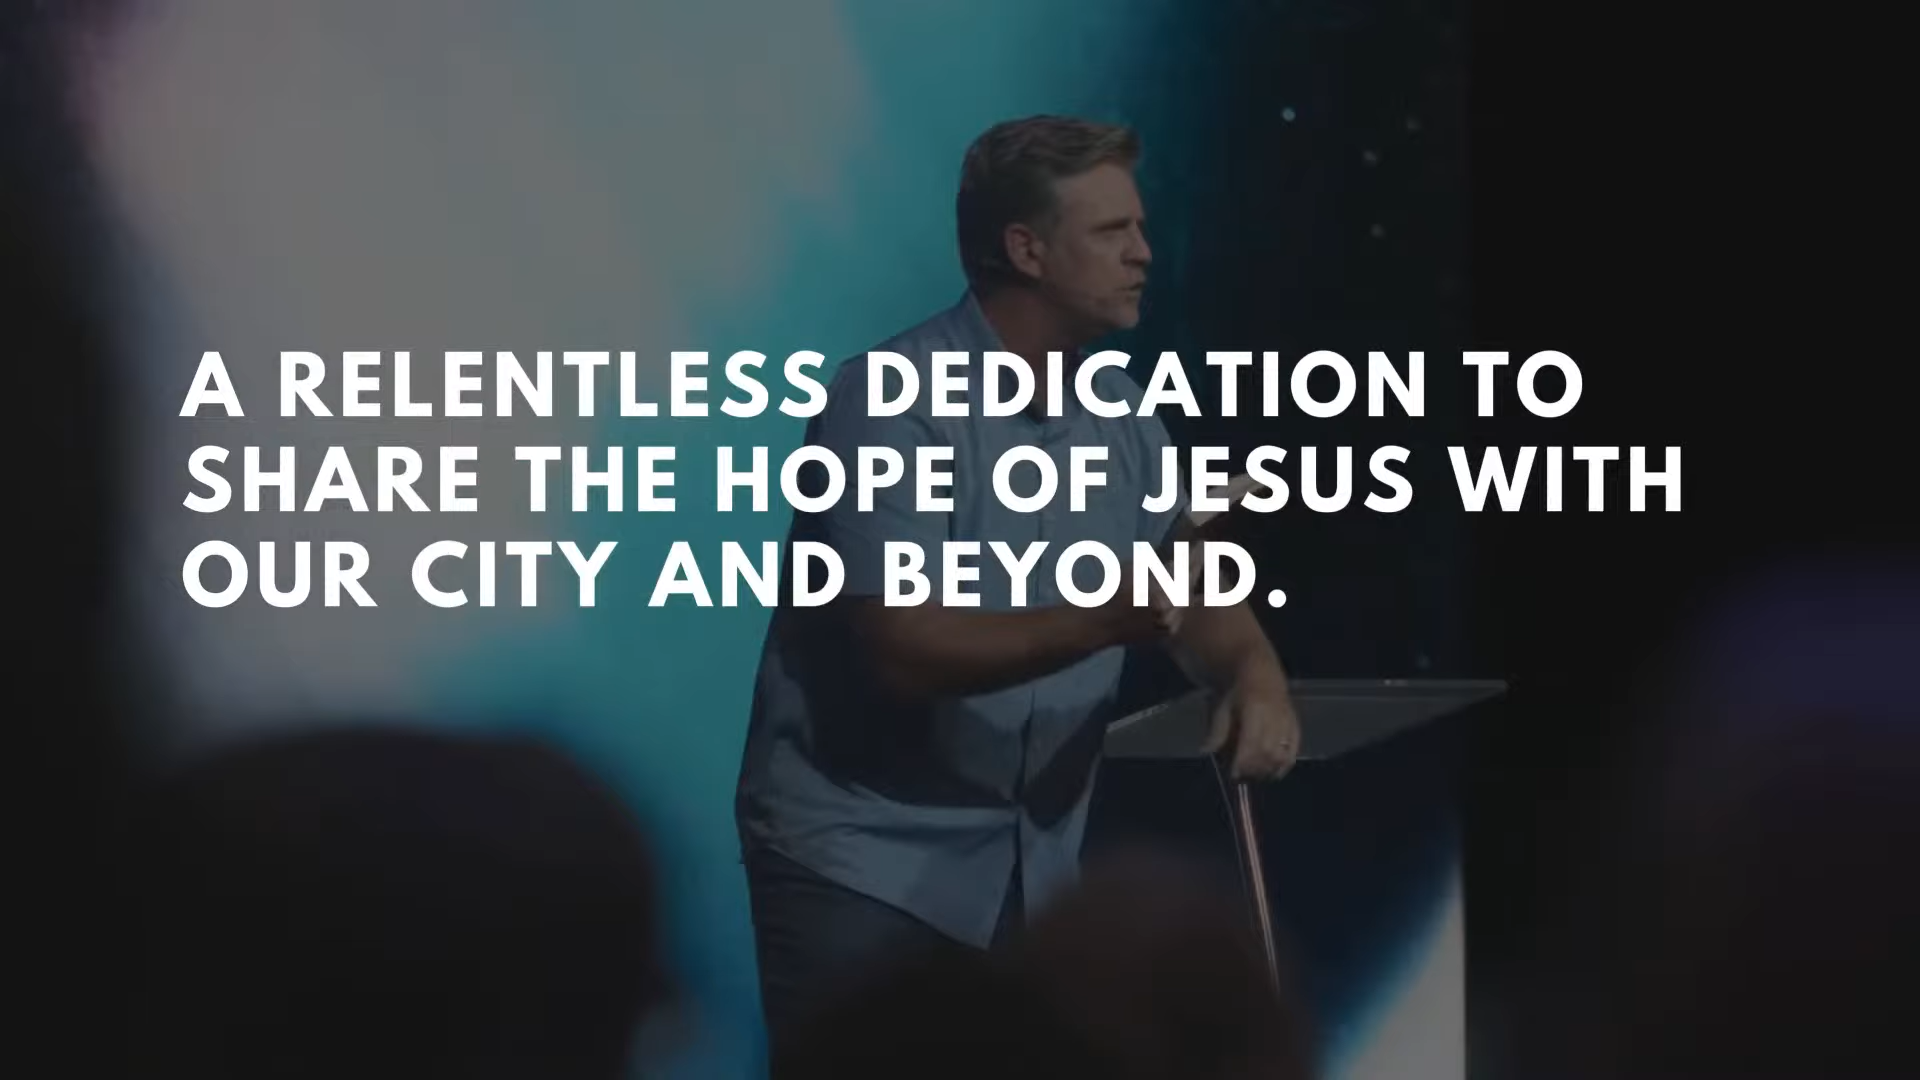 A RELENTLESS DEDICATION TO
SHARE THE HOPE OF JESUS WITH
OUR CITY AND BEYOND.